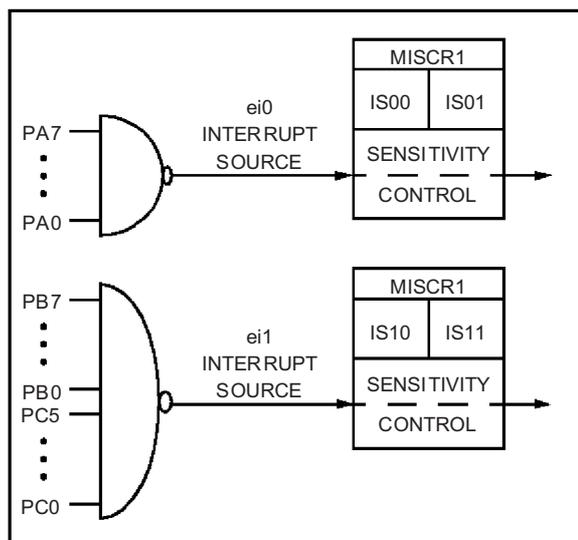 MISCR1
IS00 IS01
ei0
INTERRUPT
SOURCE
PA7
PA0
SENSITIVITY
CONTROL
MISCR1
IS10 IS11
ei1
INTERRUPT
SOURCE
PB7
PB0
PC5
PC0
SENSITIVITY
CONTROL